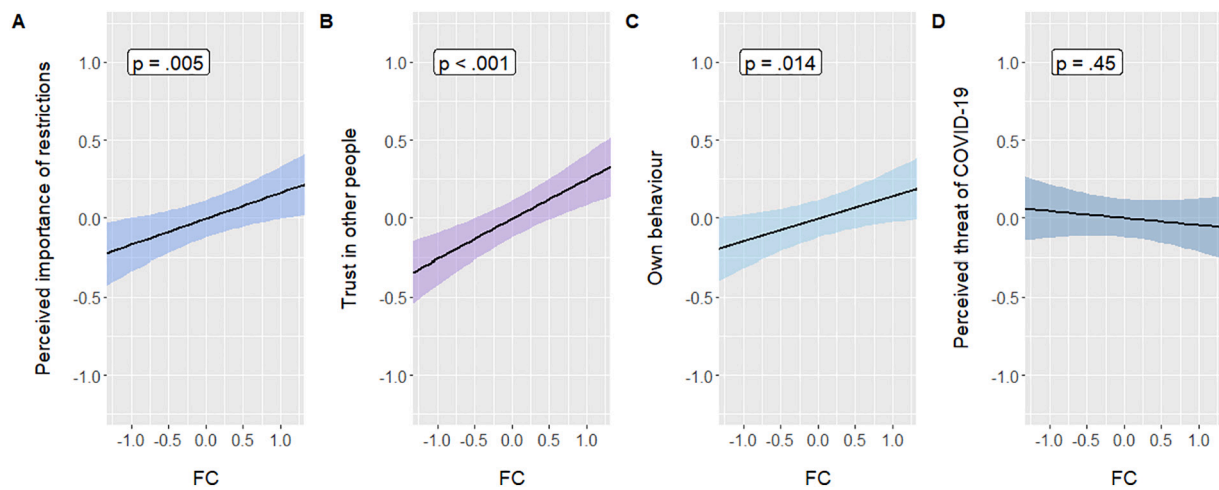 A
B
C
D
Perceived importance of restrictions
p = .005
1.0
0.5
0.0
-0.5
-1.0
-1.0 -0.5 0.0 0.5 1.0
FC
Trust in other people
p < .001
1.0
0.5
0.0
-0.5
-1.0
-1.0 -0.5 0.0 0.5 1.0
FC
Own behaviour
p = .014
1.0
0.5
0.0
-0.5
-1.0
-1.0 -0.5 0.0 0.5 1.0
FC
Perceived threat of COVID-19
p = .45
1.0
0.5
0.0
-0.5
-1.0
-1.0 -0.5 0.0 0.5 1.0
FC